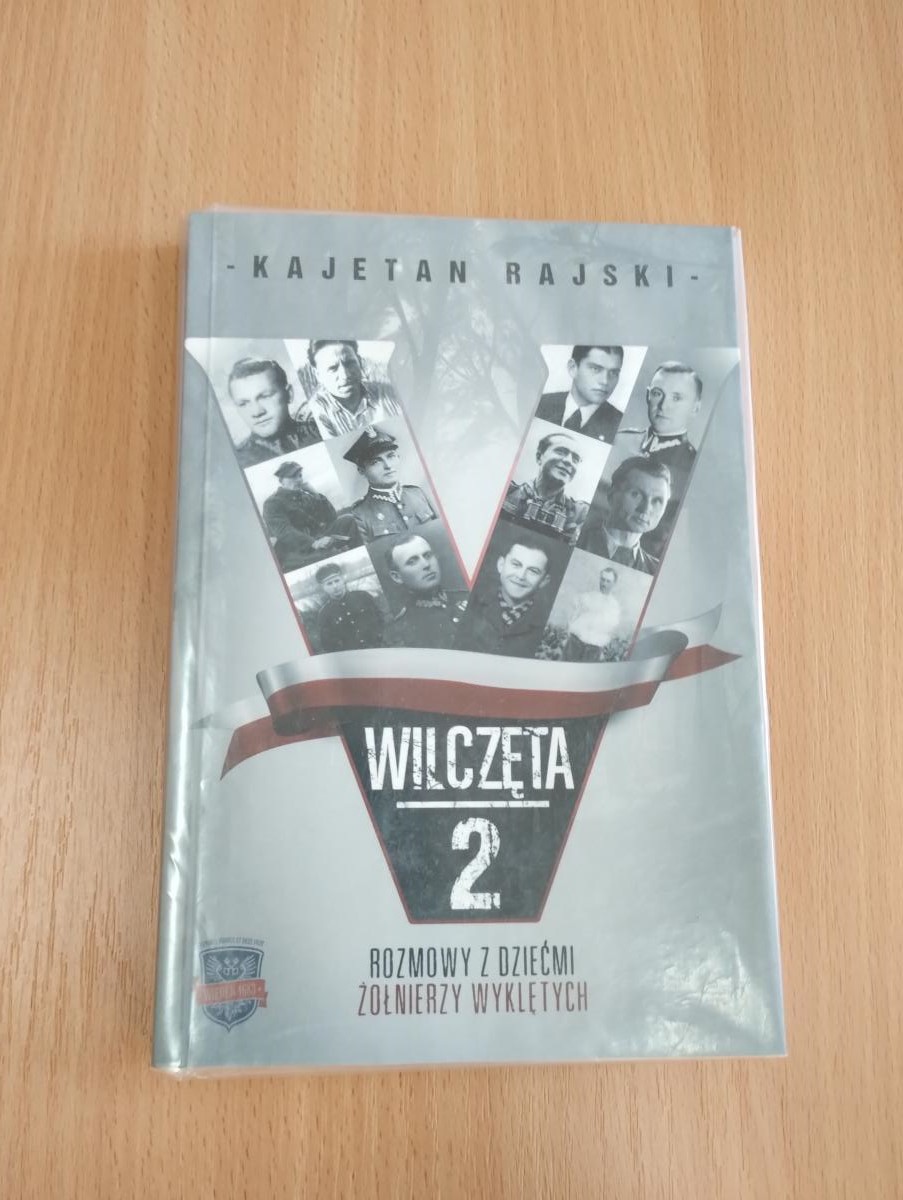 - KAJETAN RAJSKI -
WILCZĘTA
2.
ROZMOWY Z DZIEĆMI
ŻOŁNIERZY WYKLĘTYCH